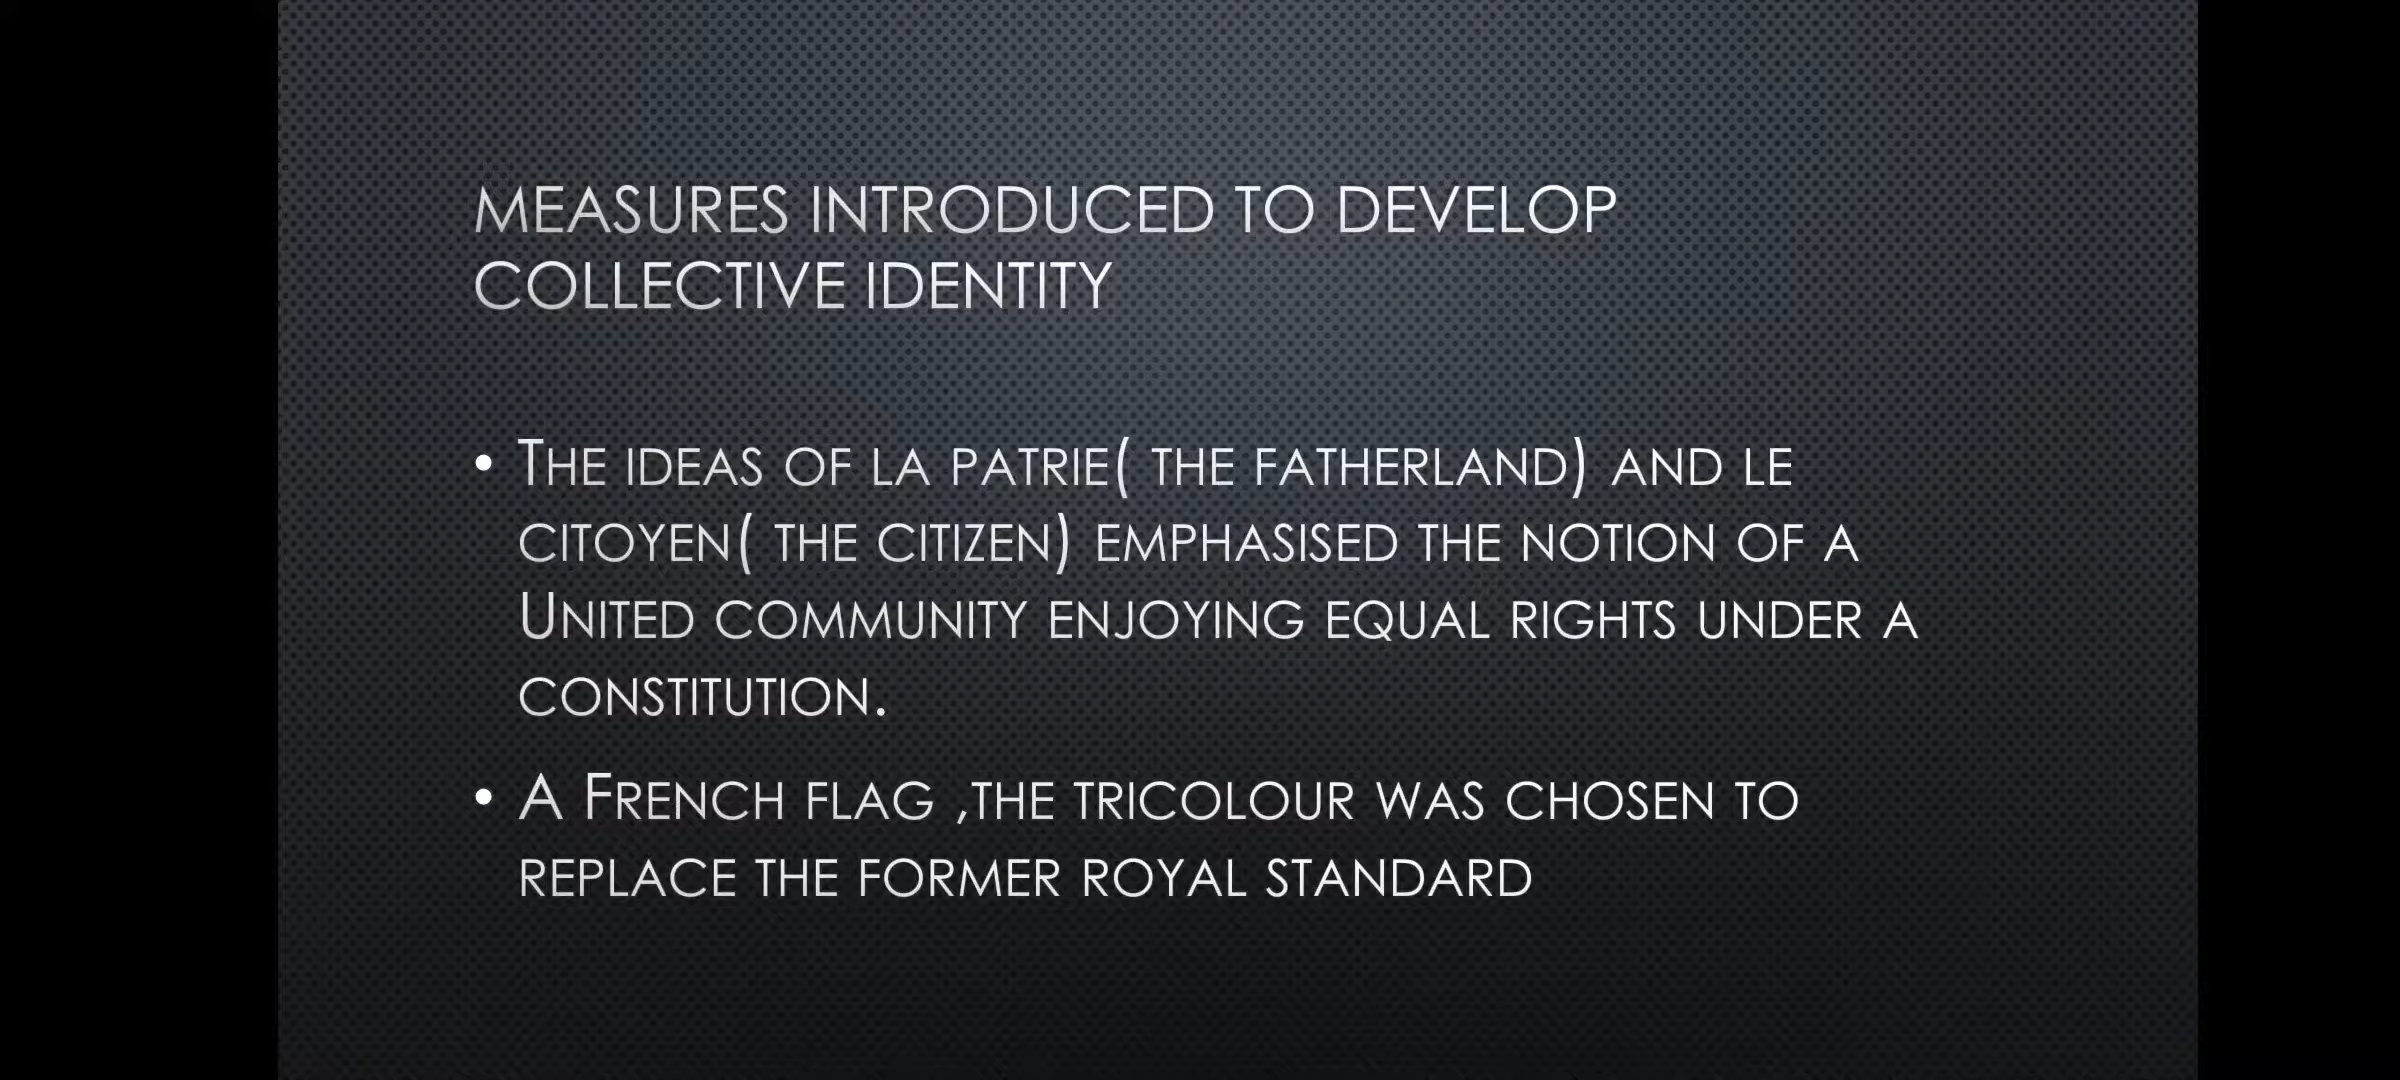 MEASURES INTRODUCED TO DEVELOP
COLLECTIVE IDENTITY
• THE IDEAS OF LA PATRIE( THE FATHERLAND) AND LE
CITOYEN( THE CITIZEN) EMPHASISED THE NOTION OF A
UNITED COMMUNITY ENJOYING EQUAL RIGHTS UNDER A
CONSTITUTION.
• A FRENCH FLAG ,THE TRICOLOUR WAS CHOSEN TO
REPLACE THE FORMER ROYAL STANDARD